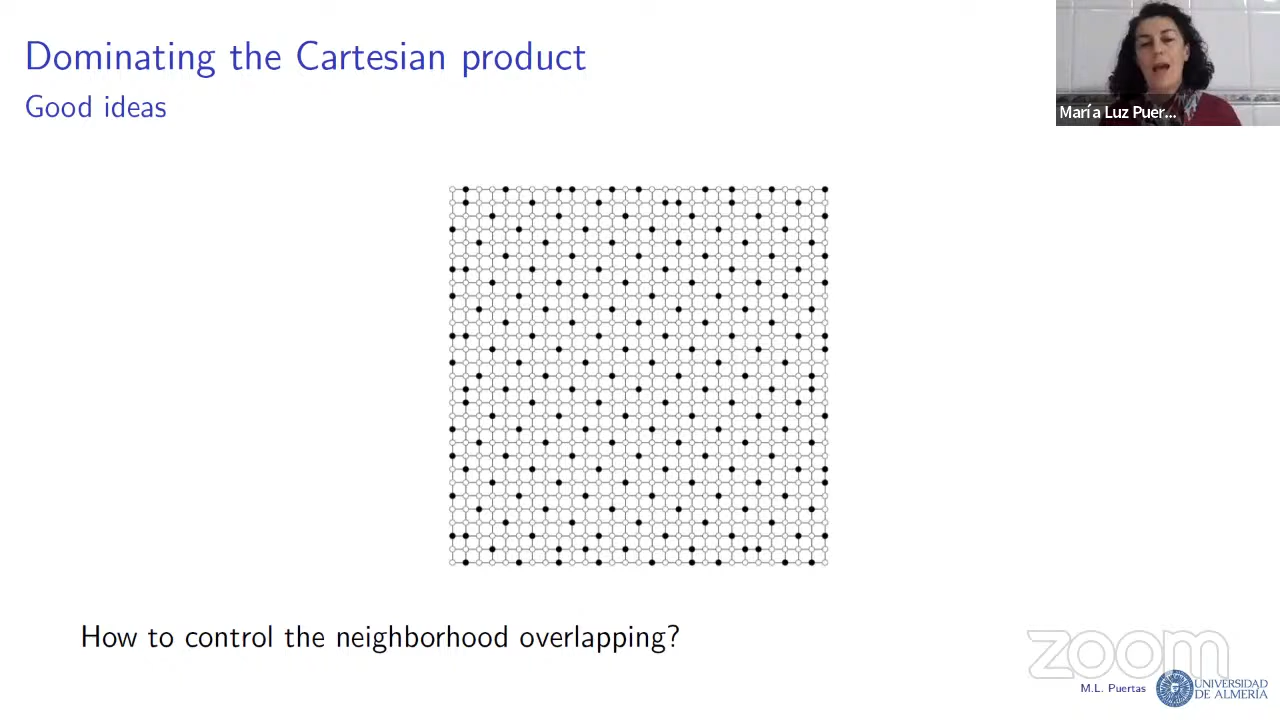 Dominating the Cartesian product
Good ideas
María Luz Puer...
How to control the neighborhood overlapping?
zoom
M.L. Puertas
UNIVERSIDAD
DE ALMERÍA